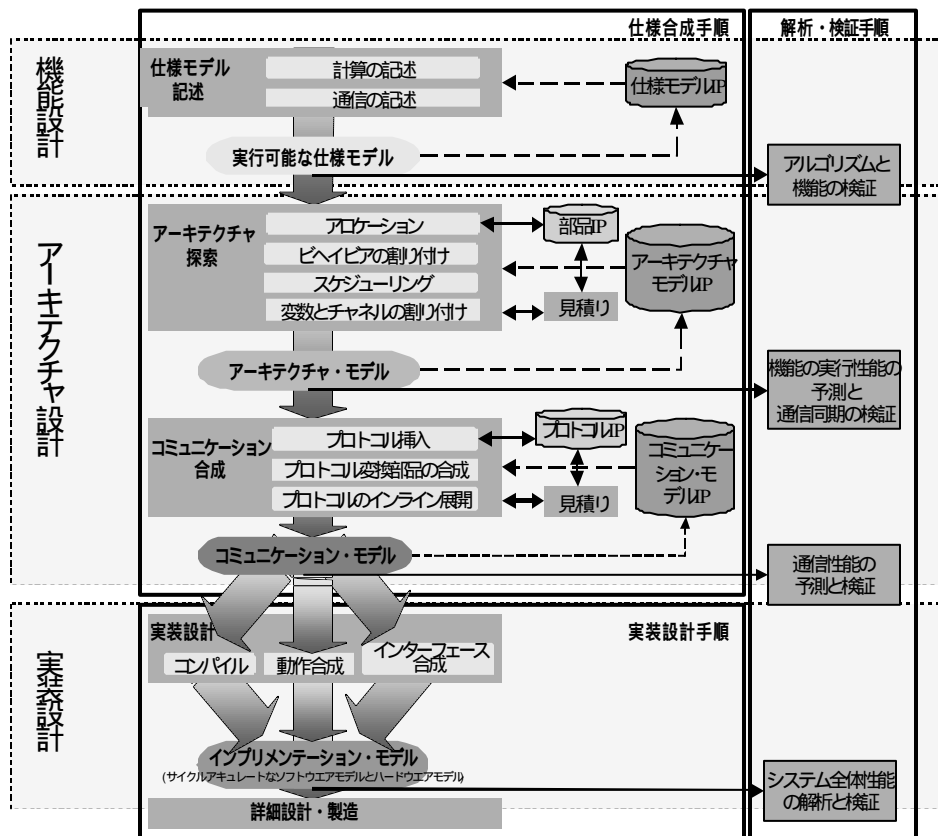 仕様合成手順
解析・検証手順
機能設計
仕様モデル
記述
計算の記述
通信の記述
仕様モデルIP
実行可能な仕様モデル
アルゴリズムと
機能の検証
アーキテクチャ設計
アーキテクチャ
探索
アロケーション
ビヘイビアの割り付け
スケジューリング
変数とチャネルの割り付け
部品IP
見積り
アーキテクチャ
モデルIP
アーキテクチャ・モデル
機能の実行性能の
予測と
通信同期の検証
コミュニケーション
合成
プロトコル挿入
プロトコル変換部品の合成
プロトコルのインライン展開
プロトコルIP
見積り
コミュニケー
ション・モ
デルIP
コミュニケーション・モデル
通信性能の
予測と検証
実装設計
実装設計
実装設計手順
コンパイル
動作合成
インターフェース
合成
インプリメンテーション・モデル
(サイクルアキュレートなソフトウエアモデルとハードウエアモデル)
システム全体性能
の解析と検証
詳細設計・製造